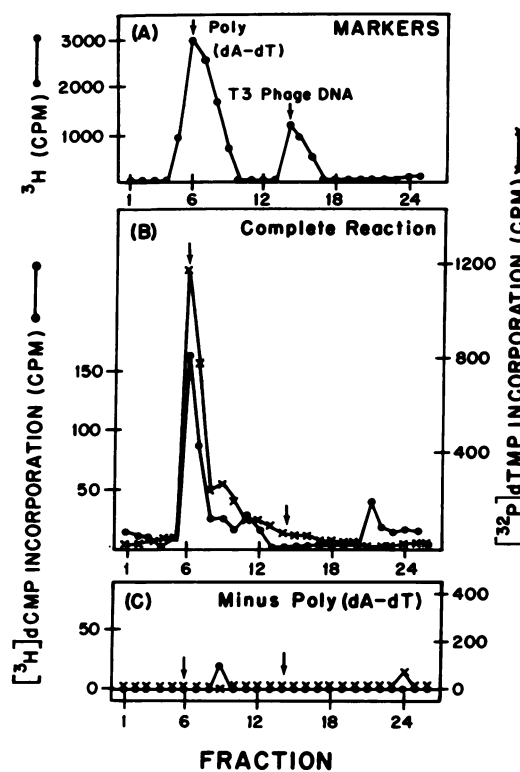 (A) Poly MARKERS
(dA-dT)
T3 Phage DNA
3000
2000
1000
³H (CPM)
1 6 12 18 24
(B) Complete Reaction
150
100
50
[³H]dCMP INCORPORATION (CPM)
1200
800
400
[³²P]dTMP INCORPORATION (CPM)
1 6 12 18 24
(C) Minus Poly(dA-dT)
50
0
400
200
0
1 6 12 18 24
FRACTION